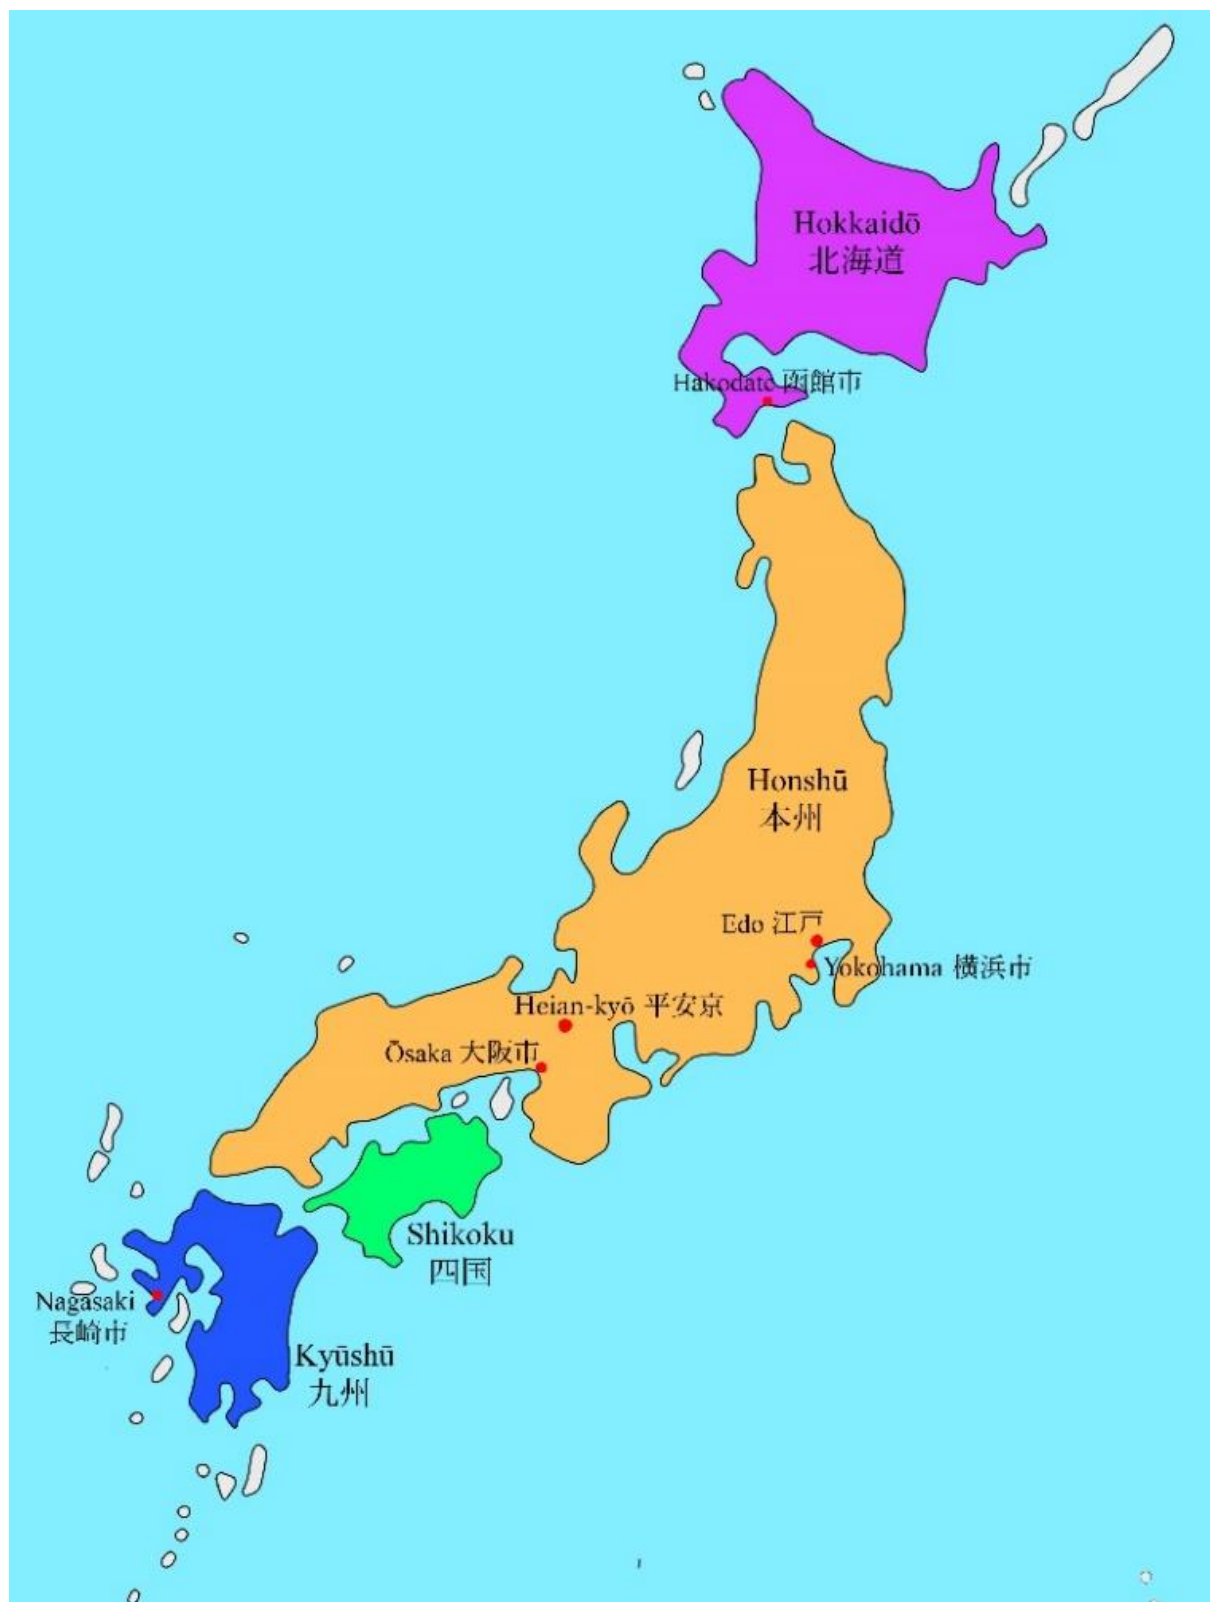 Hokkaidō
北海道
Hakodate 函館市
Honshū
本州
Edo 江戸
Yokohama 横浜市
Heian-kyō 平安京
Ōsaka 大阪市
Shikoku
四国
Nagasaki
長崎市
Kyūshū
九州